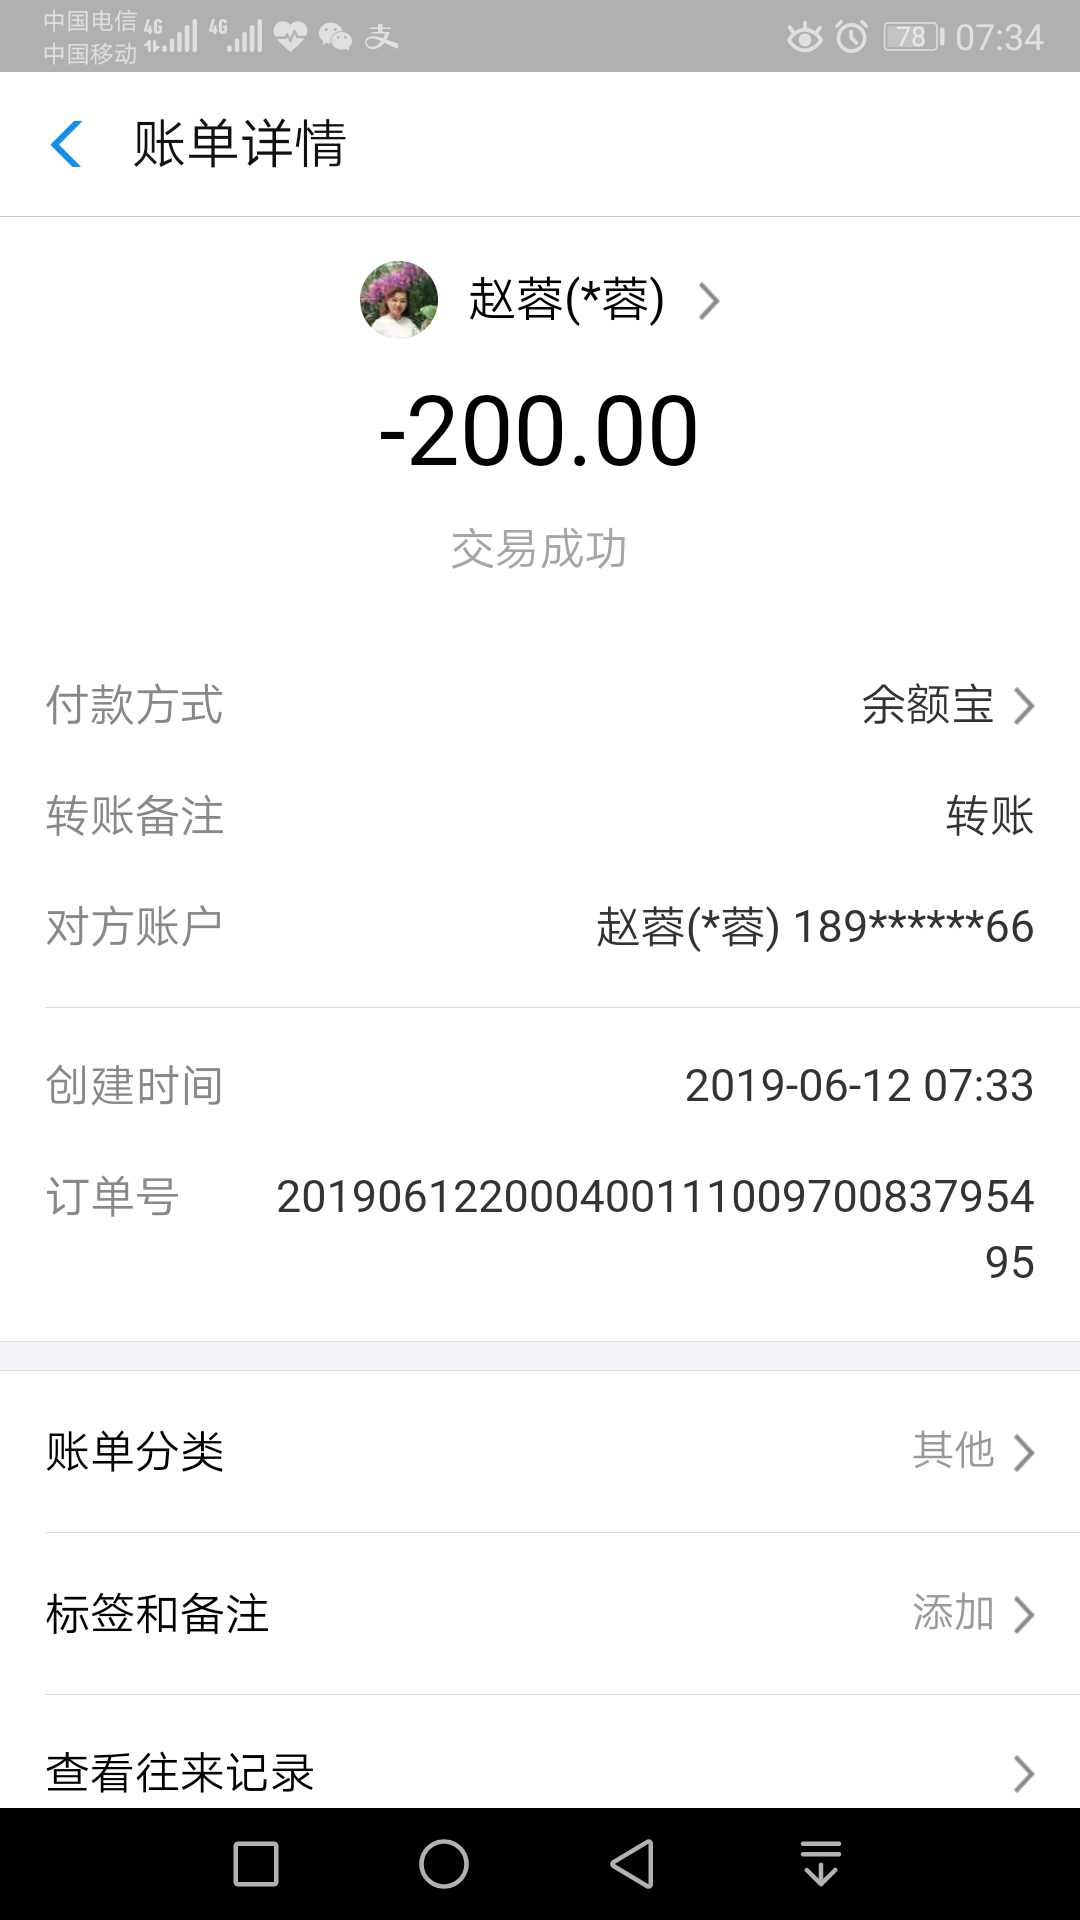 中国电信 4G 4G 78 07:34
中国移动
账单详情
赵蓉(*蓉)
-200.00
交易成功
付款方式 余额宝
转账备注 转账
对方账户 赵蓉(*蓉) 189******66
创建时间 2019-06-12 07:33
订单号 201906122000400111009700837954
95
账单分类 其他
标签和备注 添加
查看往来记录